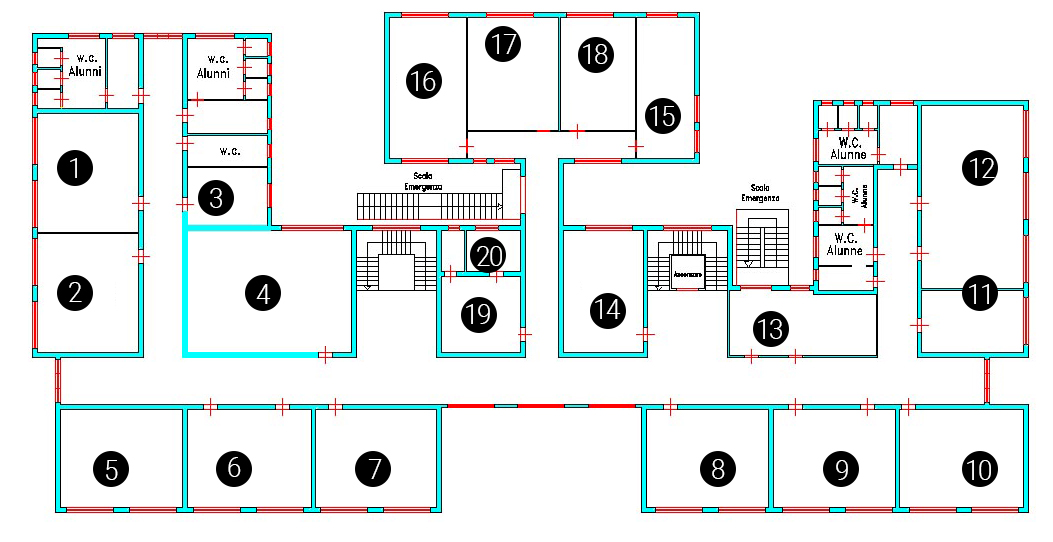 17
18
16
w.c.
Alunni
w.c.
Alunni
15
w.c.
W.C.
Alunne
1
12
Scala
Emergenza
3
Scala
Emergenza
w.c.
Alunne
W.C.
Alunne
20
Ascensore
2
4
11
19
14
13
5
6
7
8
9
10